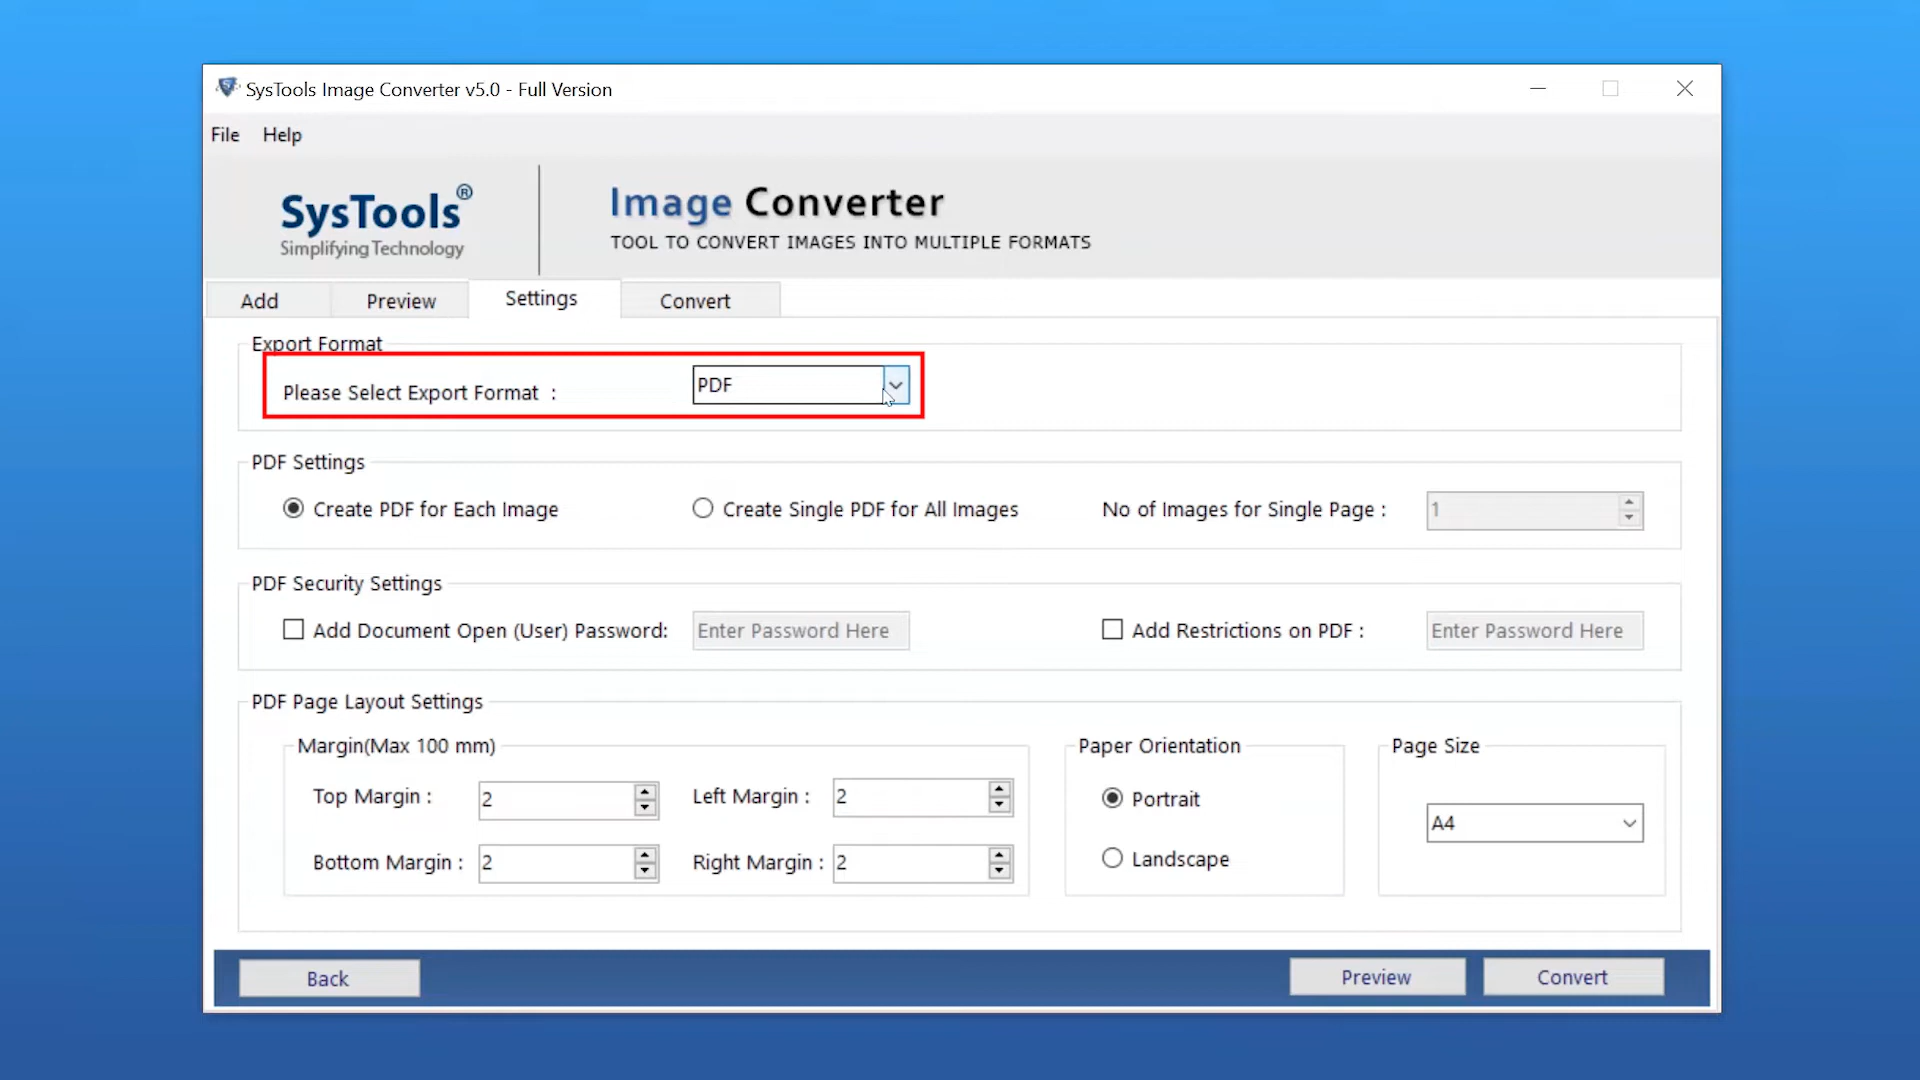 SysTools Image Converter v5.0 - Full Version
File Help
SysTools®
Simplifying Technology
Image Converter
TOOL TO CONVERT IMAGES INTO MULTIPLE FORMATS
Add Preview Settings Convert
Export Format
Please Select Export Format : PDF
PDF Settings
Create PDF for Each Image Create Single PDF for All Images No of Images for Single Page : 1
PDF Security Settings
Add Document Open (User) Password: Enter Password Here Add Restrictions on PDF : Enter Password Here
PDF Page Layout Settings
Margin(Max 100 mm) Paper Orientation Page Size
Top Margin : 2 Left Margin : 2 Portrait
A4
Bottom Margin : 2 Right Margin : 2 Landscape
Back Preview Convert